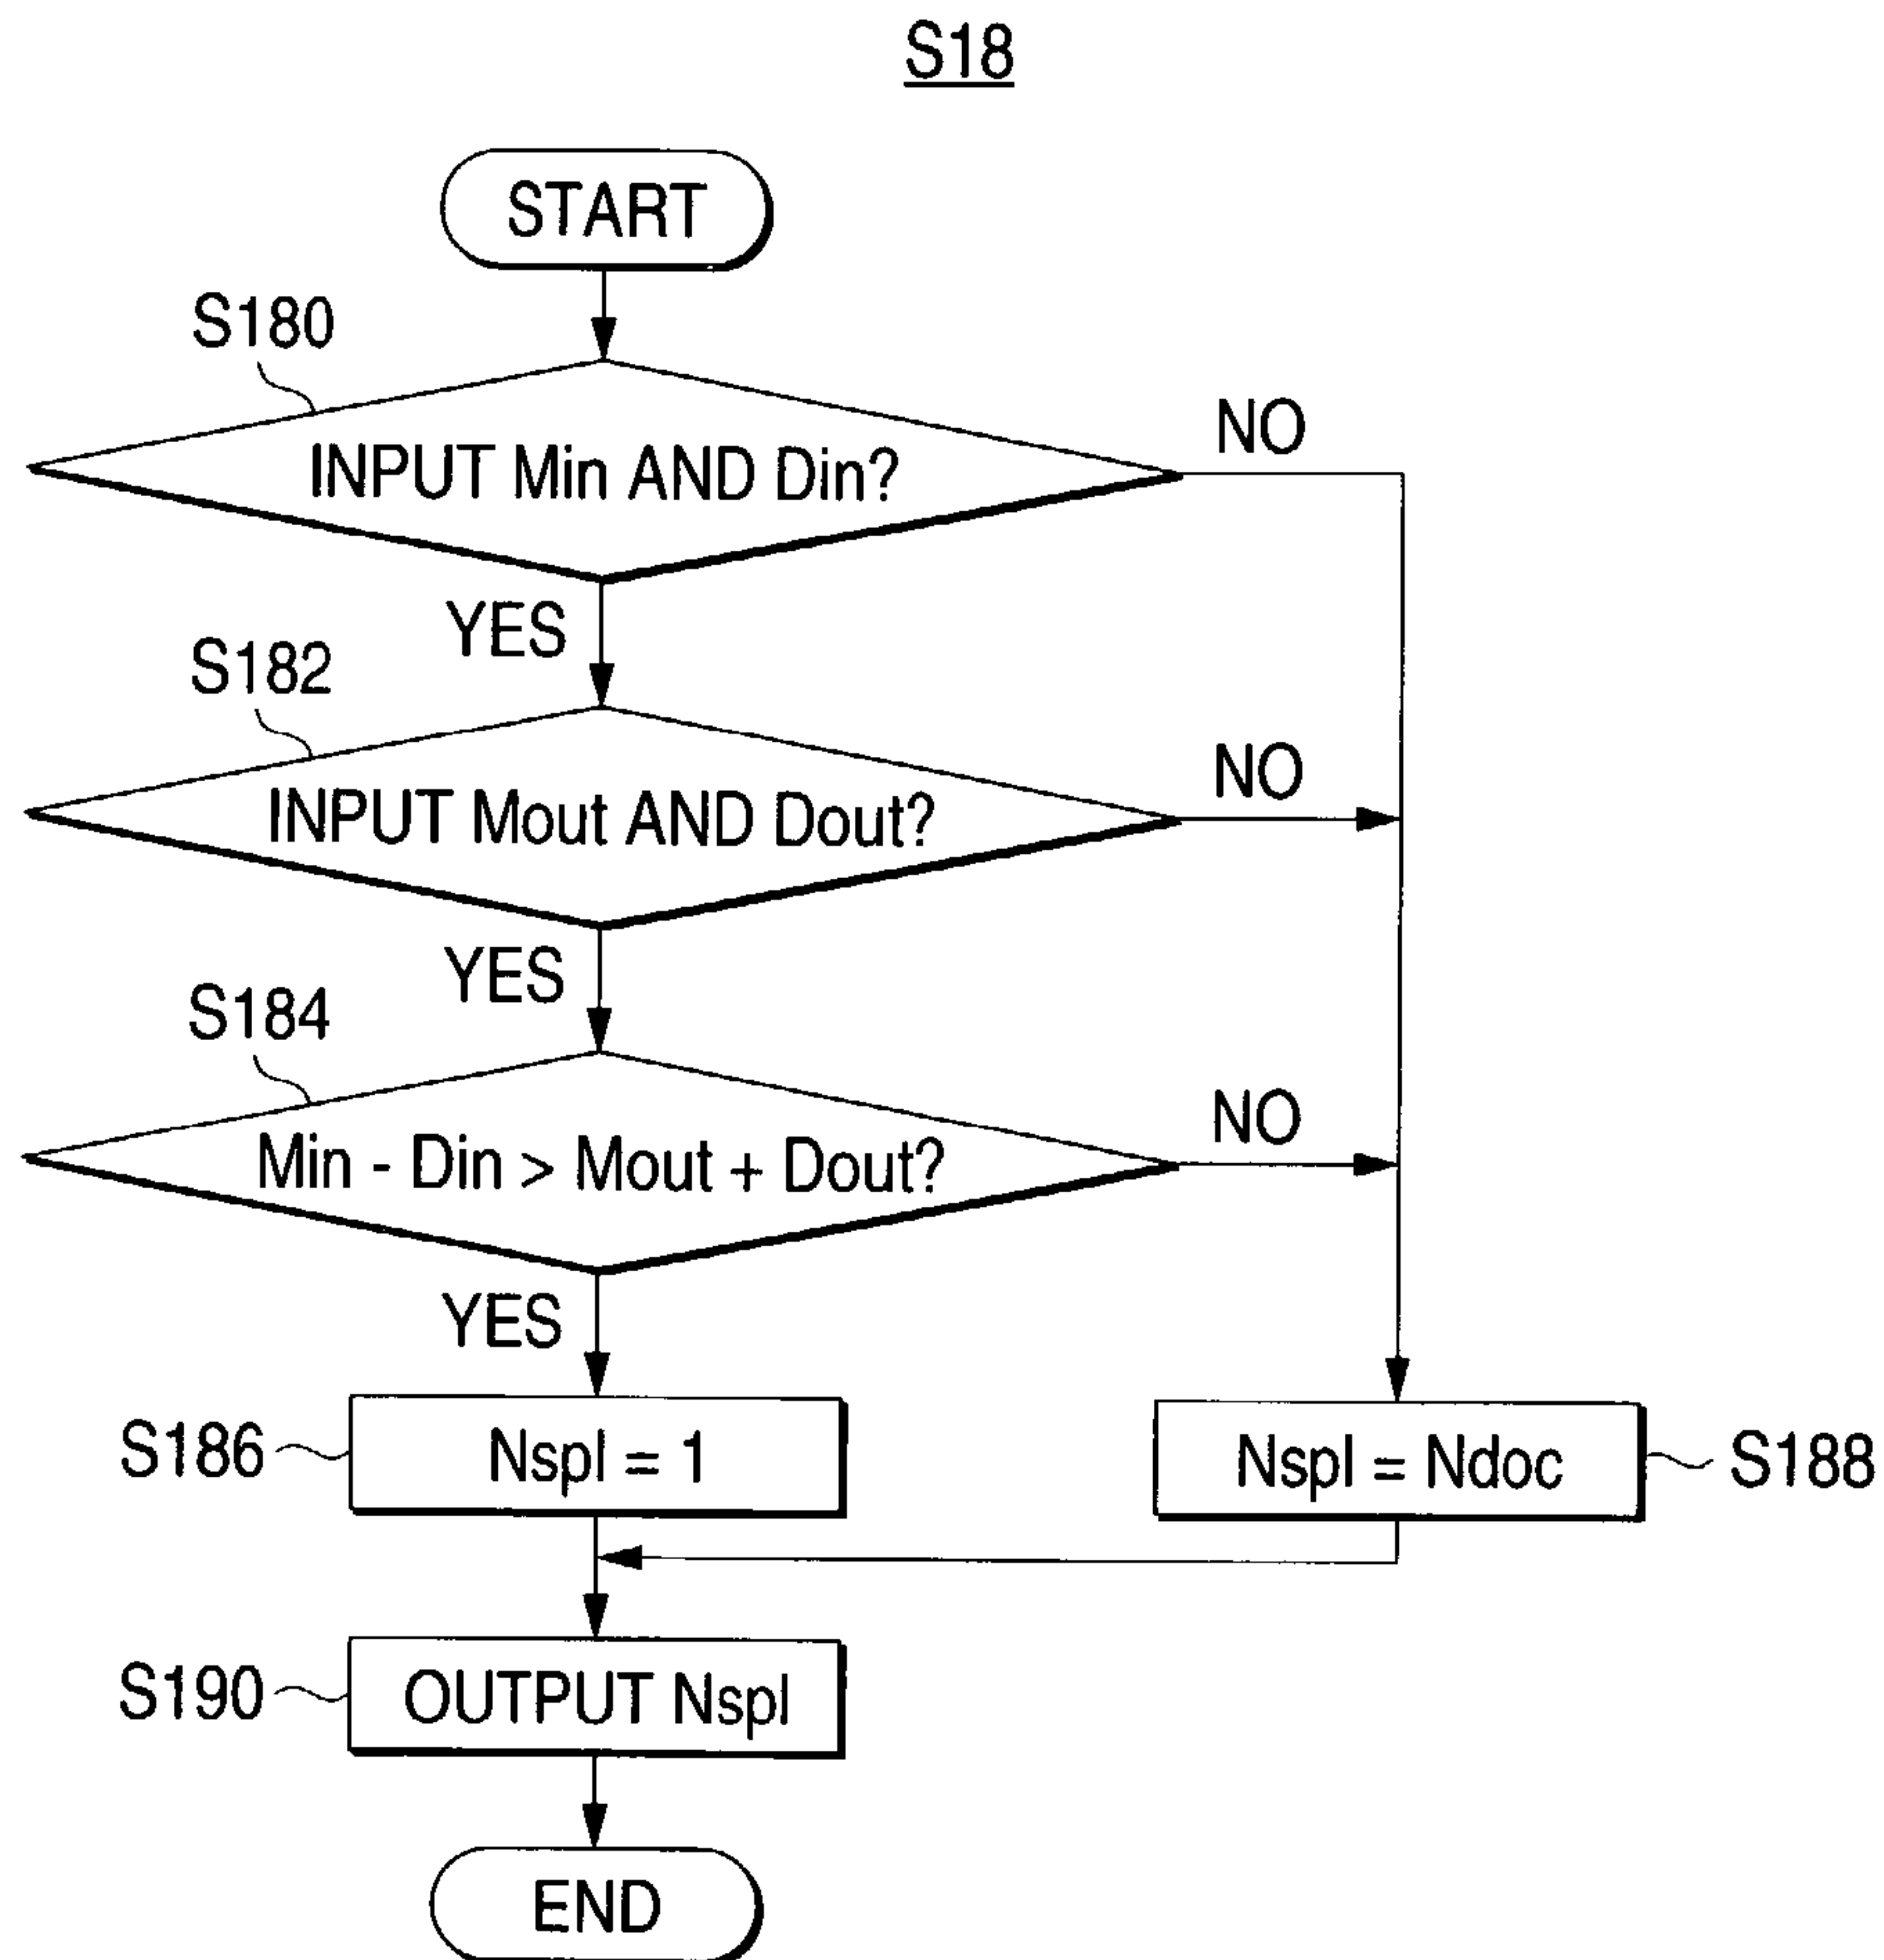 S18
START
S180
INPUT Min AND Din?
NO
YES
S182
INPUT Mout AND Dout?
NO
YES
S184
Min - Din > Mout + Dout?
NO
YES
S186
Nspl = 1
Nspl = Ndoc
S188
S190
OUTPUT Nspl
END